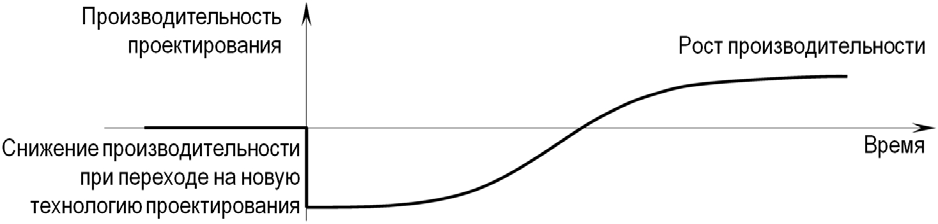 Производительность
проектирования
Рост производительности
Время
Снижение производительности
при переходе на новую
технологию проектирования